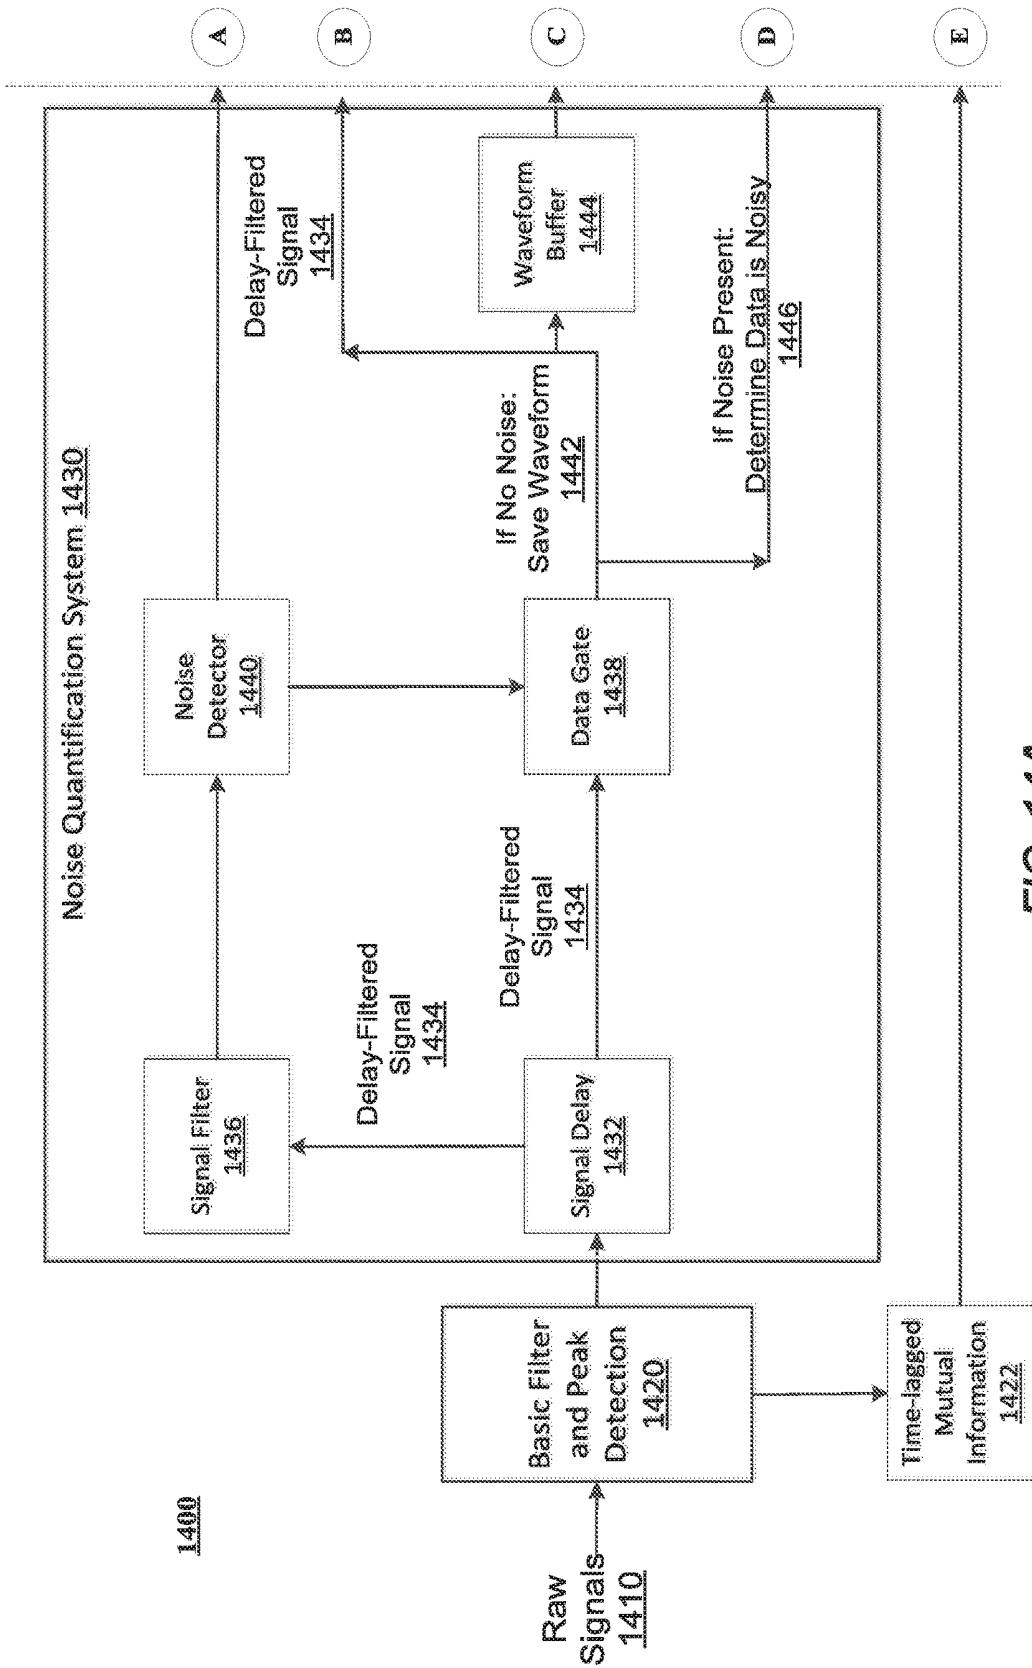 1400
Raw
Signals
1410
Basic Filter
and Peak
Detection
1420
Time-lagged
Mutual
Information
1422
Noise Quantification System 1430
Signal Filter
1436
Delay-Filtered
Signal
1434
Signal Delay
1432
Delay-Filtered
Signal
1434
Noise
Detector
1440
Data Gate
1438
If No Noise:
Save Waveform
1442
Delay-Filtered
Signal
1434
Waveform
Buffer
1444
If Noise Present:
Determine Data is Noisy
1446
A
B
C
D
E
FIG. 14A